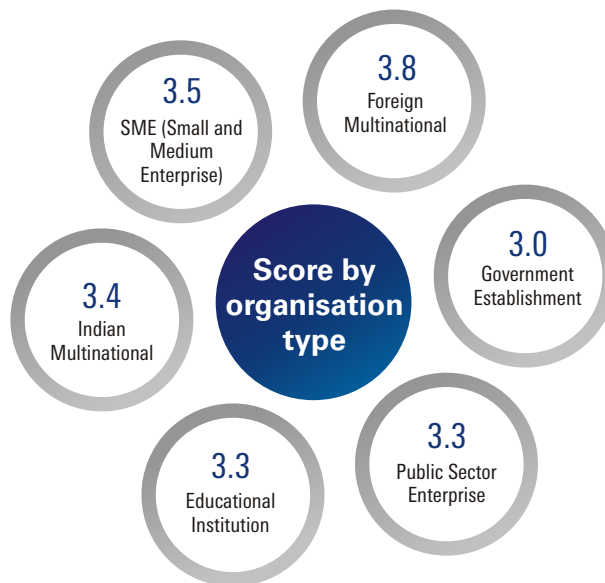 3.5
SME (Small and
Medium
Enterprise)
3.8
Foreign
Multinational
3.0
Government
Establishment
3.3
Public Sector
Enterprise
3.3
Educational
Institution
3.4
Indian
Multinational
Score by
organisation
type